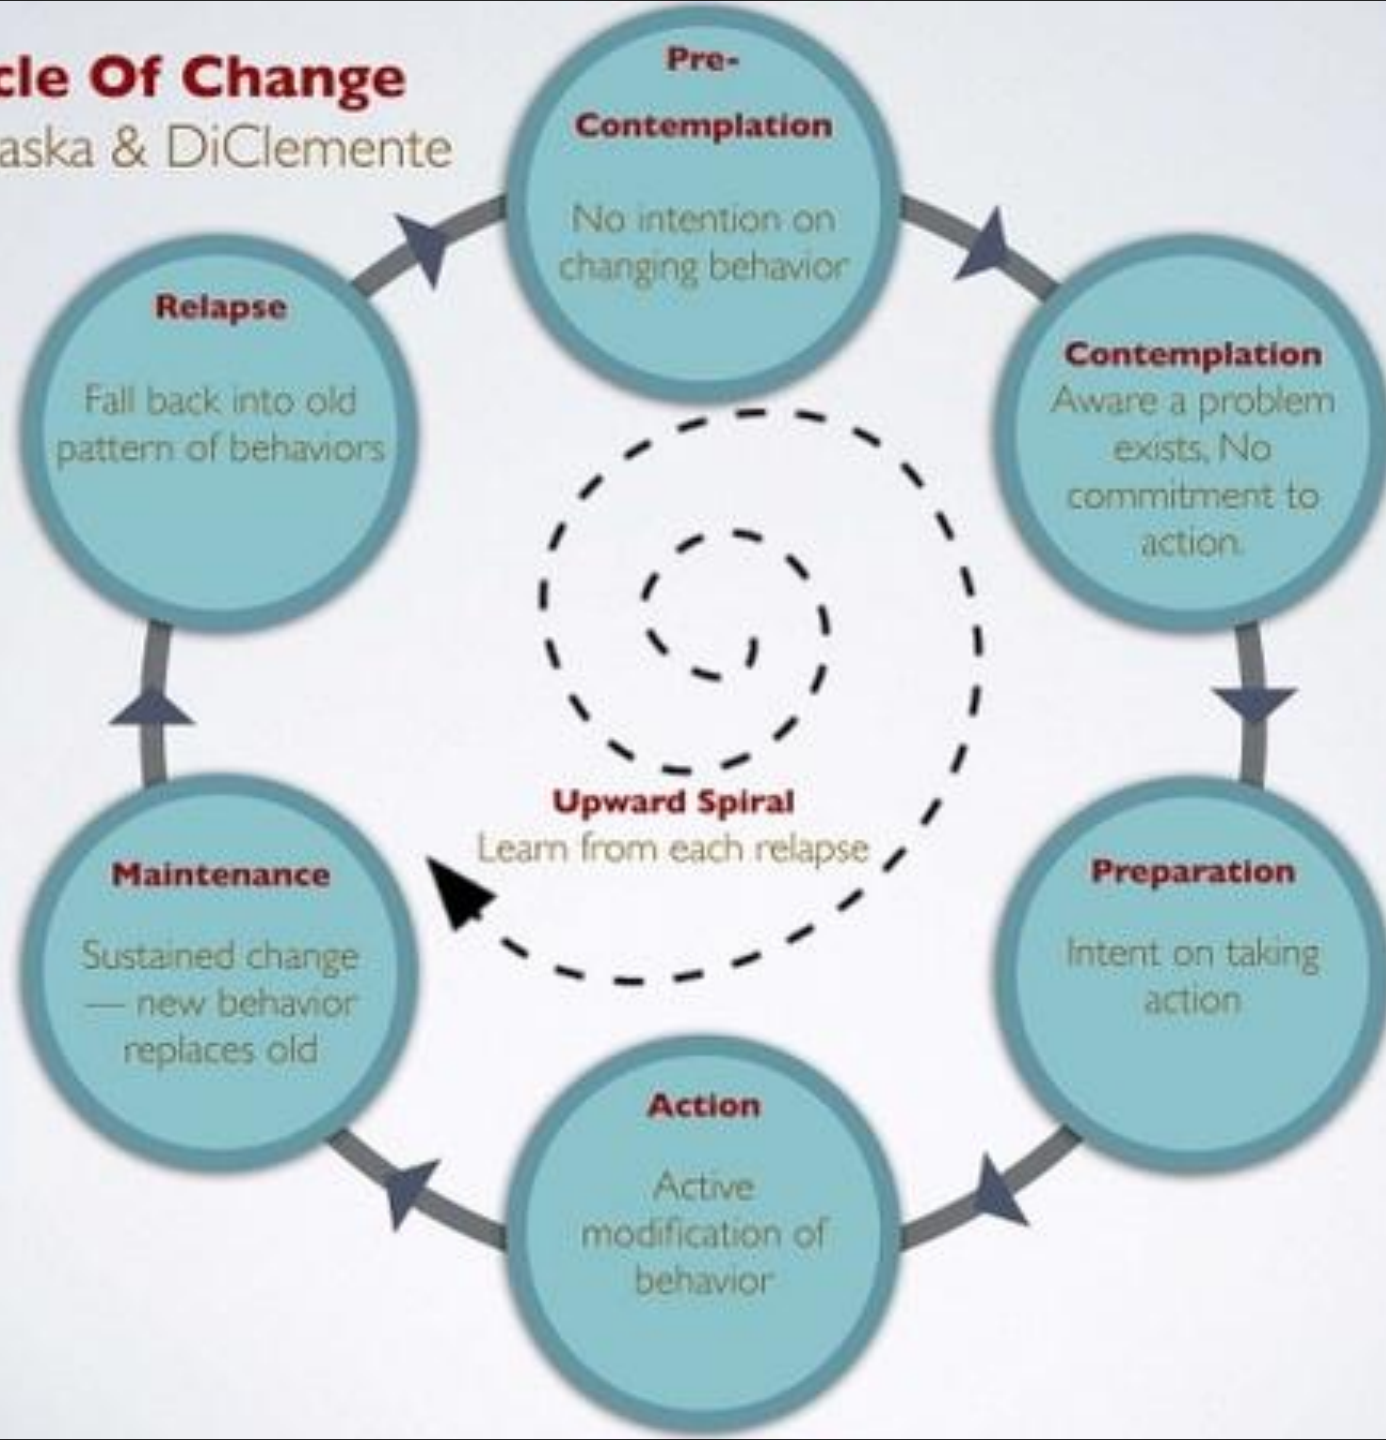 cle Of Change
aska & DiClemente
Pre-
Contemplation
No intention on
changing behavior
Contemplation
Aware a problem
exists, No
commitment to
action.
Preparation
Intent on taking
action
Action
Active
modification of
behavior
Maintenance
Sustained change
— new behavior
replaces old
Relapse
Fall back into old
pattern of behaviors
Upward Spiral
Learn from each relapse